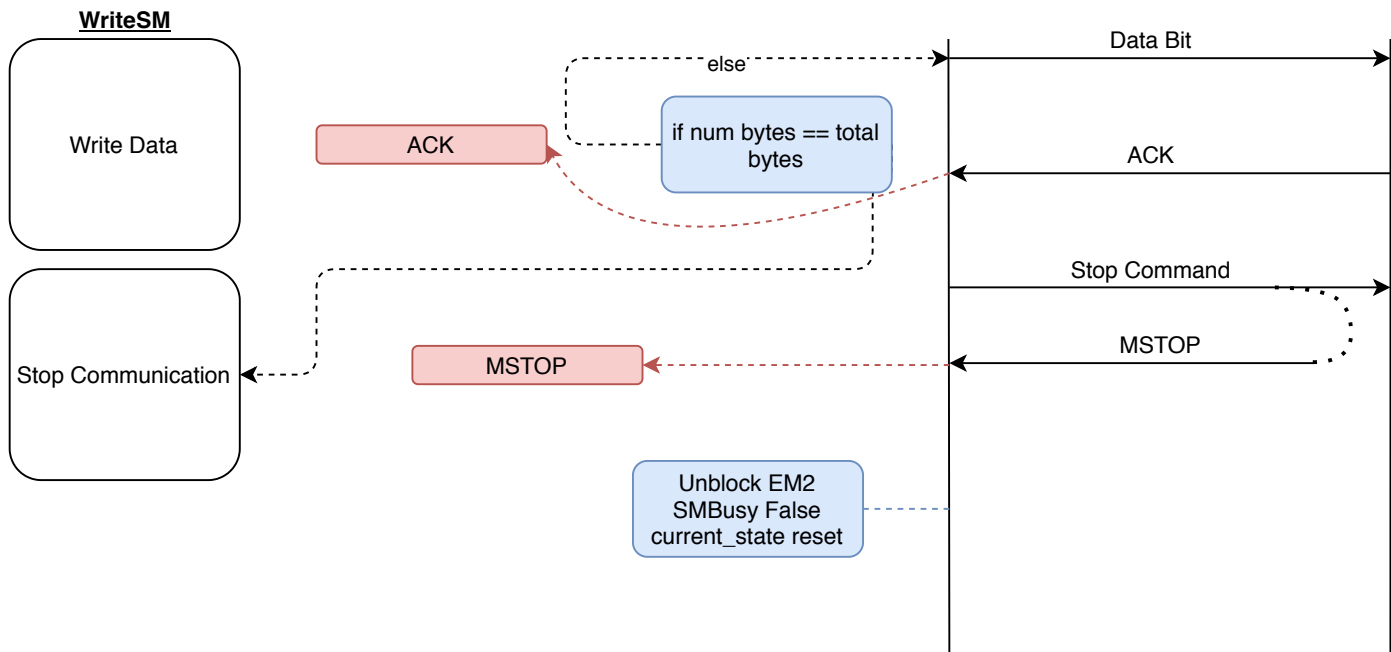 WriteSM
Data Bit
else
Write Data
ACK
if num bytes == total
bytes
ACK
Stop Command
MSTOP
Stop Communication
MSTOP
Unblock EM2
SMBusy False
current_state reset